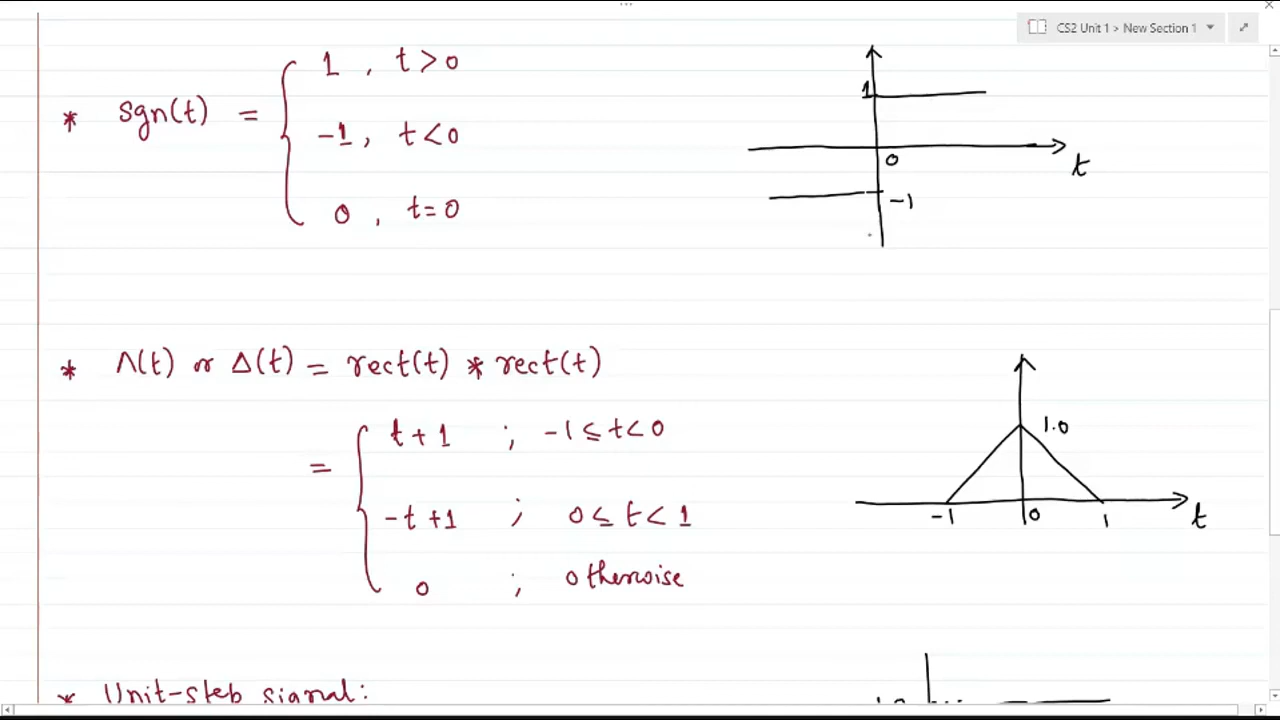 CS2 Unit 1 > New Section 1
* sgn(t) = { 1 , t > 0
-1 , t < 0
0 , t = 0
1
0
t
-1
* Λ(t) or Δ(t) = rect(t) * rect(t)
= { t + 1 ; -1 ≤ t < 0
-t + 1 ; 0 ≤ t < 1
0 ; otherwise
1.0
-1 0 1 t
* Unit-step signal: